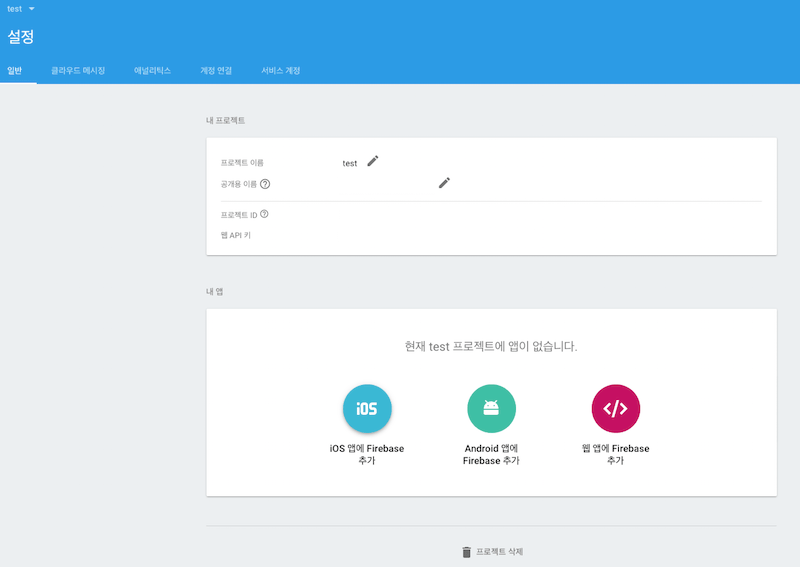 test
설정
일반 클라우드 메시징 애널리틱스 계정 연결 서비스 계정
내 프로젝트
프로젝트 이름 test
공개용 이름 ?
프로젝트 ID ?
웹 API 키
내 앱
현재 test 프로젝트에 앱이 없습니다.
iOS
</>
iOS 앱에 Firebase
추가
Android 앱에
Firebase 추가
웹 앱에 Firebase
추가
프로젝트 삭제